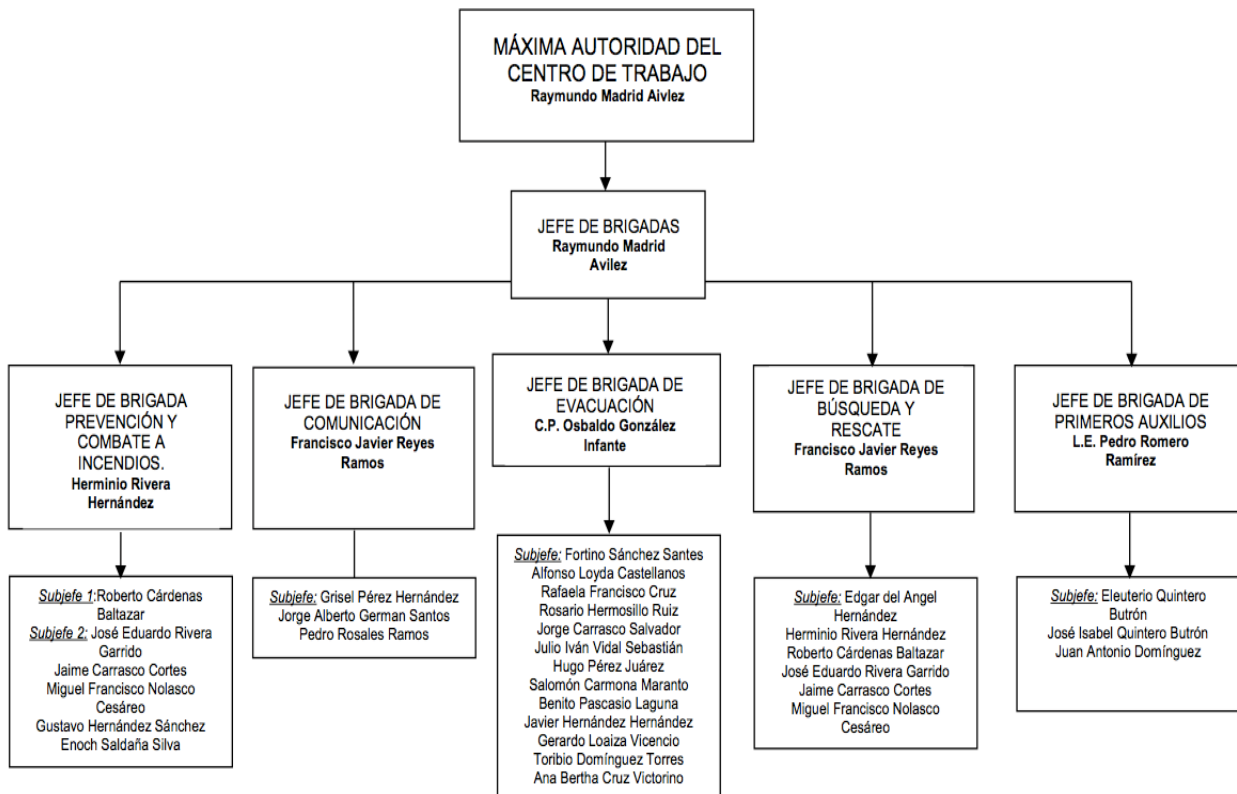 MÁXIMA AUTORIDAD DEL
CENTRO DE TRABAJO
Raymundo Madrid Aivlez
JEFE DE BRIGADAS
Raymundo Madrid
Avilez
JEFE DE BRIGADA
PREVENCIÓN Y
COMBATE A
INCENDIOS.
Herminio Rivera
Hernández
JEFE DE BRIGADA DE
COMUNICACIÓN
Francisco Javier Reyes
Ramos
JEFE DE BRIGADA DE
EVACUACIÓN
C.P. Osbaldo González
Infante
JEFE DE BRIGADA DE
BÚSQUEDA Y
RESCATE
Francisco Javier Reyes
Ramos
JEFE DE BRIGADA DE
PRIMEROS AUXILIOS
L.E. Pedro Romero
Ramírez
Subjefe 1:Roberto Cárdenas
Baltazar
Subjefe 2: José Eduardo Rivera
Garrido
Jaime Carrasco Cortes
Miguel Francisco Nolasco
Cesáreo
Gustavo Hernández Sánchez
Enoch Saldaña Silva
Subjefe: Grisel Pérez Hernández
Jorge Alberto German Santos
Pedro Rosales Ramos
Subjefe: Fortino Sánchez Santes
Alfonso Loyda Castellanos
Rafaela Francisco Cruz
Rosario Hermosillo Ruiz
Jorge Carrasco Salvador
Julio Iván Vidal Sebastián
Hugo Pérez Juárez
Salomón Carmona Maranto
Benito Pascasio Laguna
Javier Hernández Hernández
Gerardo Loaiza Vicencio
Toribio Domínguez Torres
Ana Bertha Cruz Victorino
Subjefe: Edgar del Angel
Hernández
Herminio Rivera Hernández
Roberto Cárdenas Baltazar
José Eduardo Rivera Garrido
Jaime Carrasco Cortes
Miguel Francisco Nolasco
Cesáreo
Subjefe: Eleuterio Quintero
Butrón
José Isabel Quintero Butrón
Juan Antonio Domínguez